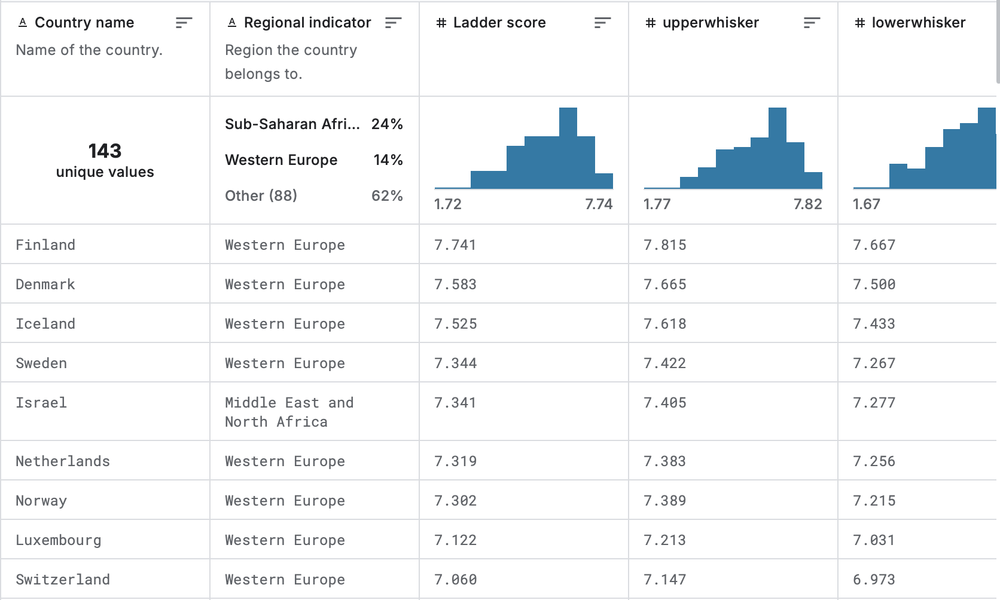 A Country name
Name of the country.
A Regional indicator
Region the country
belongs to.
# Ladder score
# upperwhisker
# lowerwhisker
143
unique values
Sub-Saharan Afri... 24%
Western Europe 14%
Other (88) 62%
1.72 7.74
1.77 7.82
1.67
Finland Western Europe 7.741 7.815 7.667
Denmark Western Europe 7.583 7.665 7.500
Iceland Western Europe 7.525 7.618 7.433
Sweden Western Europe 7.344 7.422 7.267
Israel Middle East and 7.341 7.405 7.277
North Africa
Netherlands Western Europe 7.319 7.383 7.256
Norway Western Europe 7.302 7.389 7.215
Luxembourg Western Europe 7.122 7.213 7.031
Switzerland Western Europe 7.060 7.147 6.973